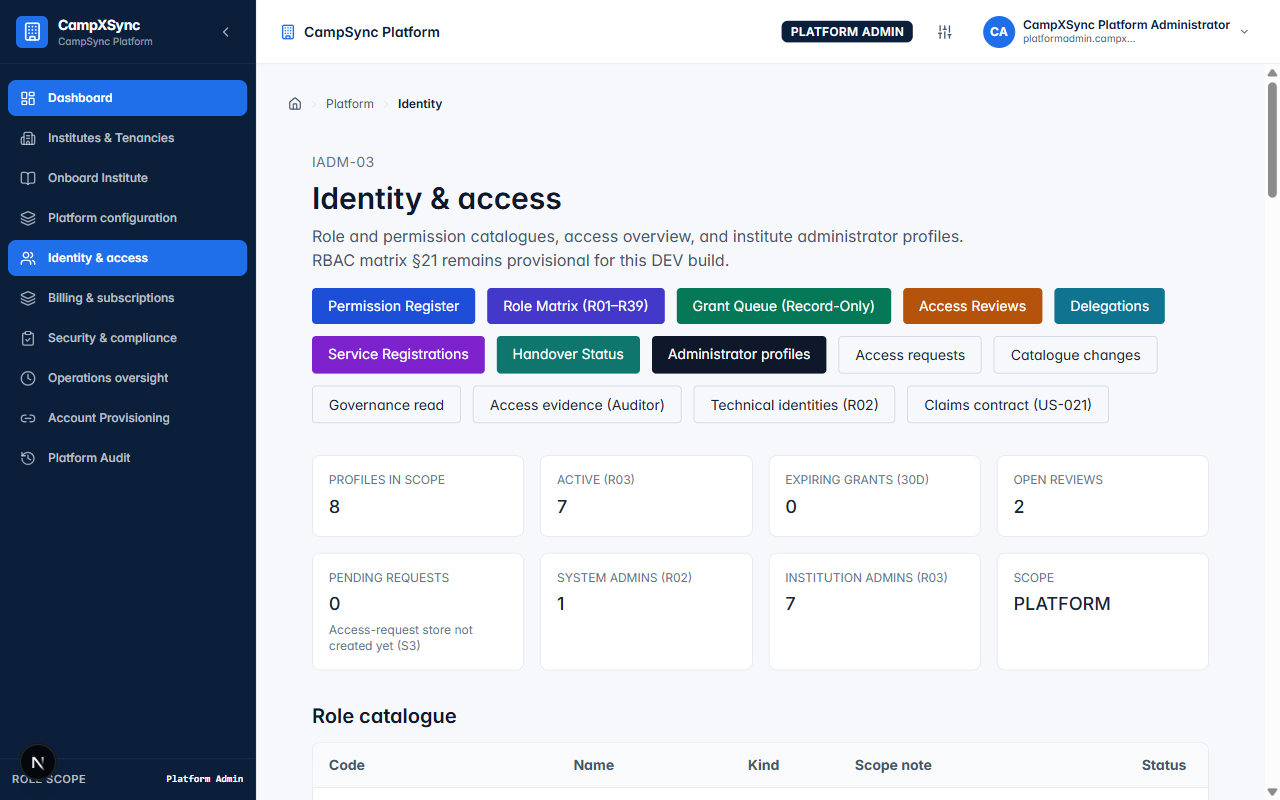 CampXSync
CampSync Platform
CampSync Platform
PLATFORM ADMIN
CA
CampXSync Platform Administrator
platformadmin.campx...
Dashboard
Institutes & Tenancies
Onboard Institute
Platform configuration
Identity & access
Billing & subscriptions
Security & compliance
Operations oversight
Account Provisioning
Platform Audit
N
ROLE SCOPE
Platform Admin
Platform
Identity
IADM-03
Identity & access
Role and permission catalogues, access overview, and institute administrator profiles.
RBAC matrix §21 remains provisional for this DEV build.
Permission Register
Role Matrix (R01–R39)
Grant Queue (Record-Only)
Access Reviews
Delegations
Service Registrations
Handover Status
Administrator profiles
Access requests
Catalogue changes
Governance read
Access evidence (Auditor)
Technical identities (R02)
Claims contract (US-021)
PROFILES IN SCOPE
8
ACTIVE (R03)
7
EXPIRING GRANTS (30D)
0
OPEN REVIEWS
2
PENDING REQUESTS
0
Access-request store not
created yet (S3)
SYSTEM ADMINS (R02)
1
INSTITUTION ADMINS (R03)
7
SCOPE
PLATFORM
Role catalogue
Code
Name
Kind
Scope note
Status